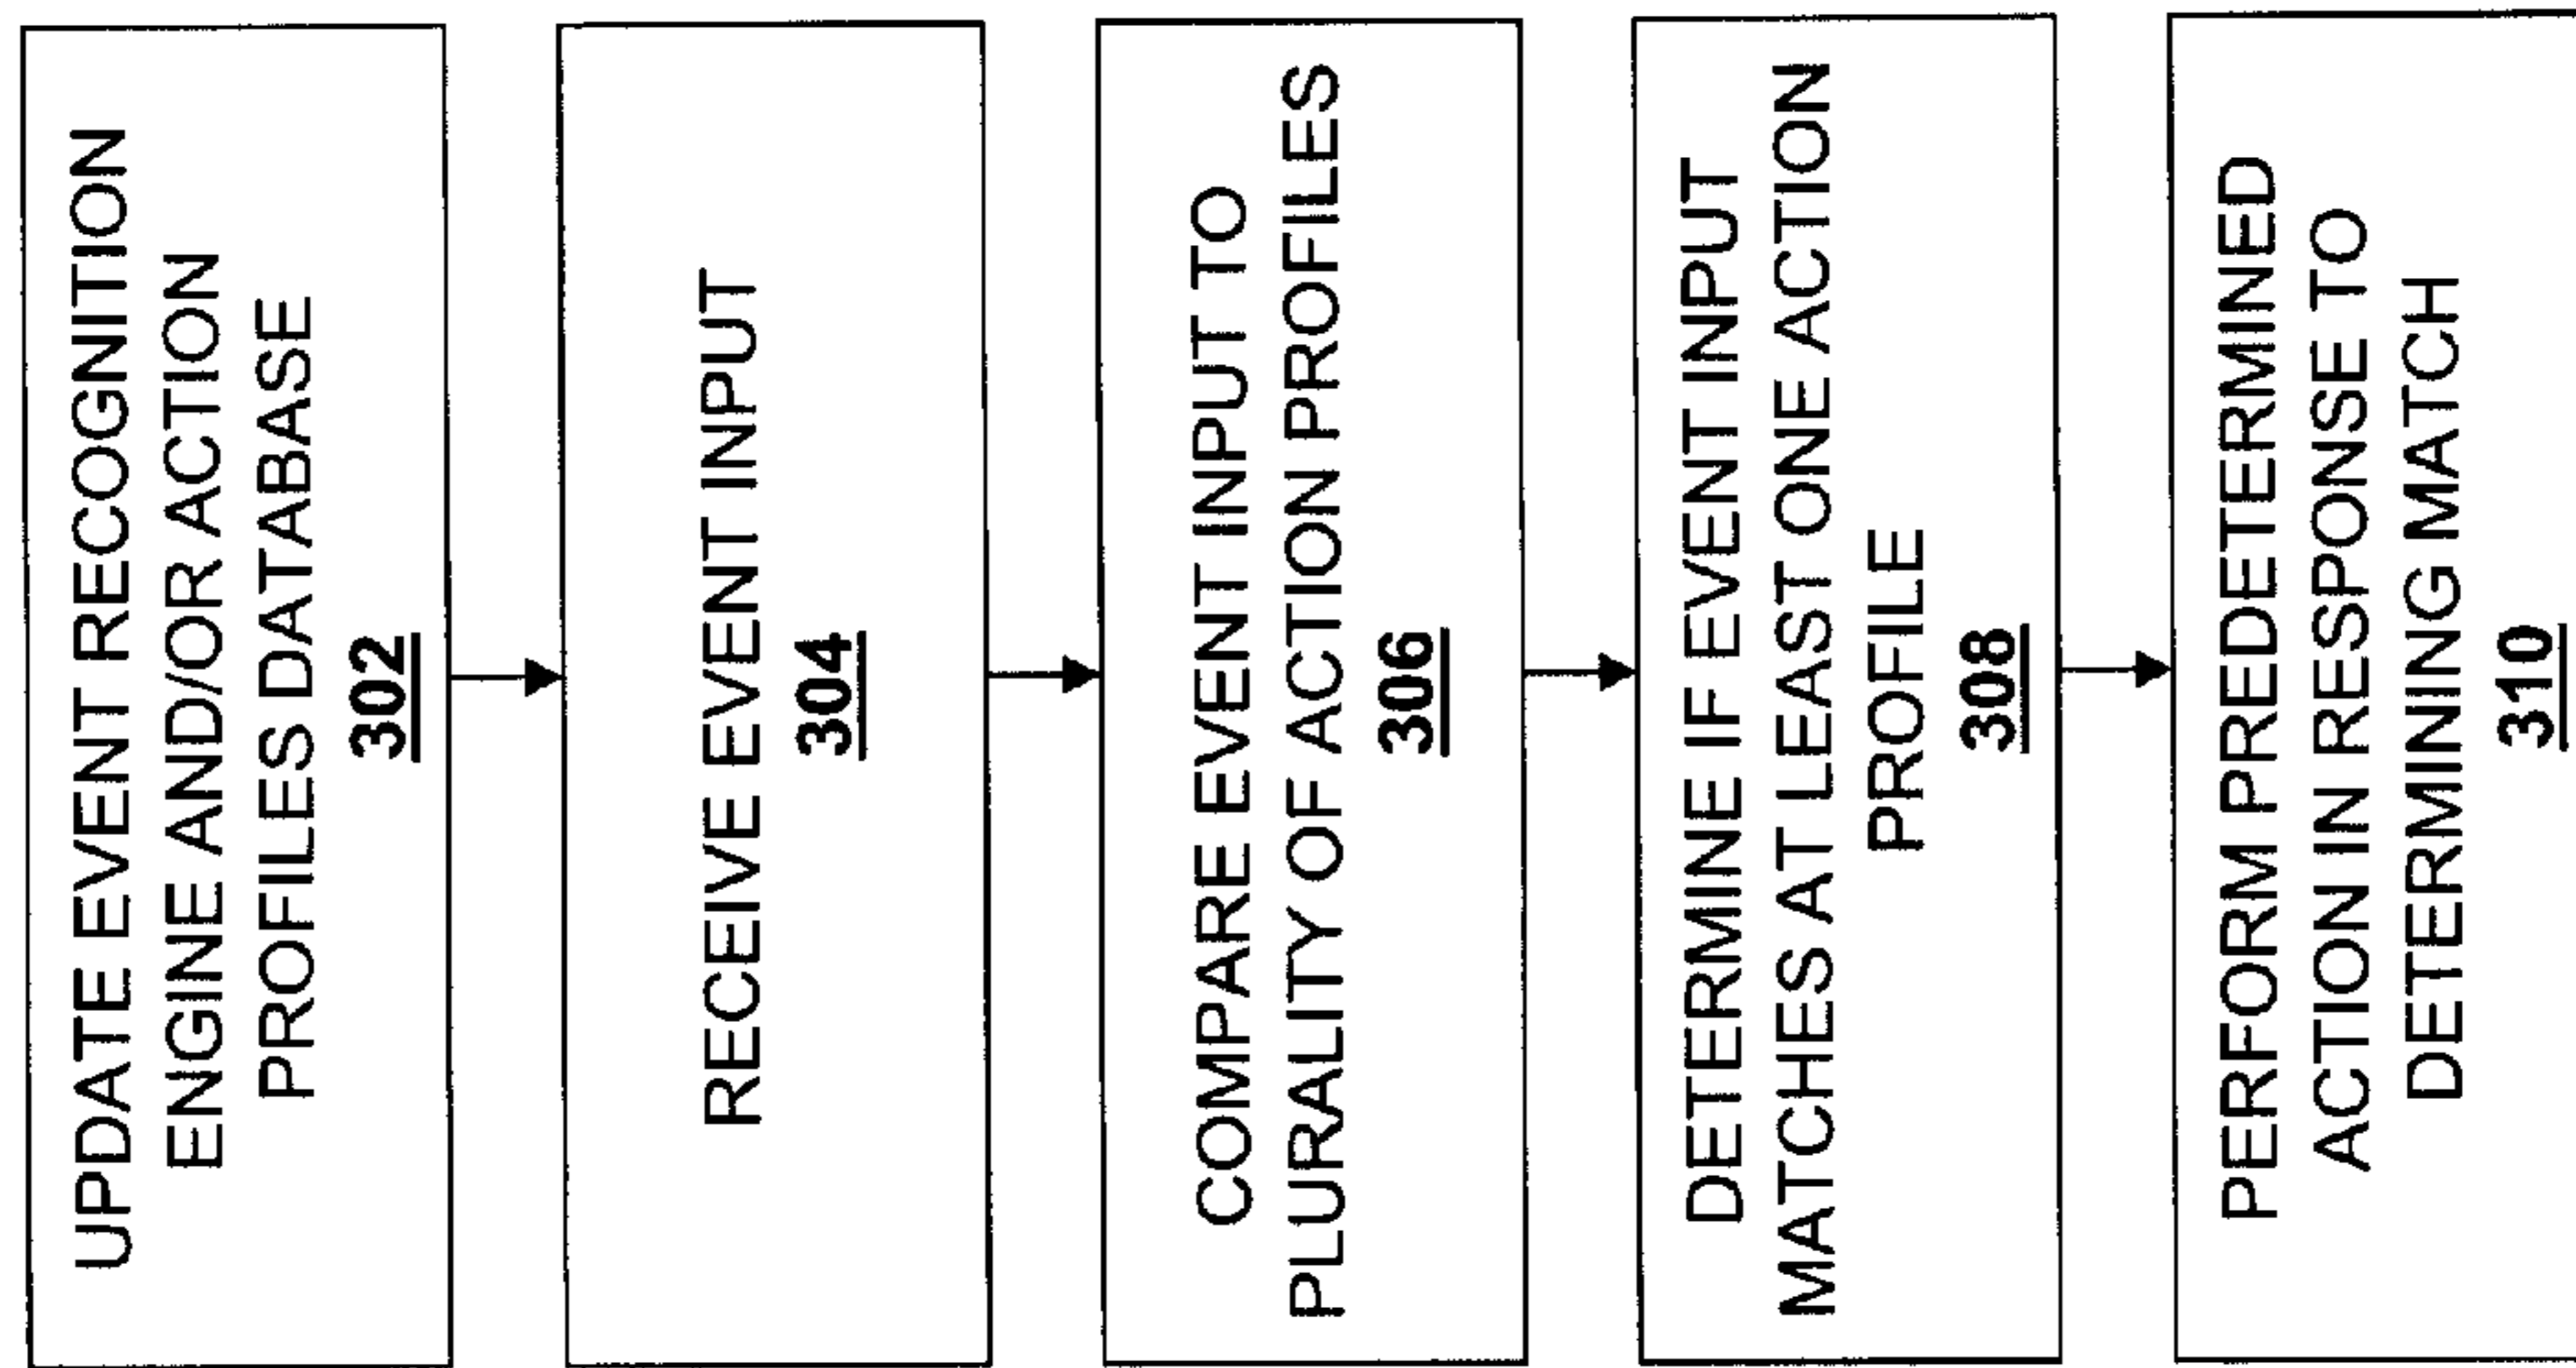 UPDATE EVENT RECOGNITION
ENGINE AND/OR ACTION
PROFILES DATABASE
302
RECEIVE EVENT INPUT
304
COMPARE EVENT INPUT TO
PLURALITY OF ACTION PROFILES
306
DETERMINE IF EVENT INPUT
MATCHES AT LEAST ONE ACTION
PROFILE
308
PERFORM PREDETERMINED
ACTION IN RESPONSE TO
DETERMINING MATCH
310